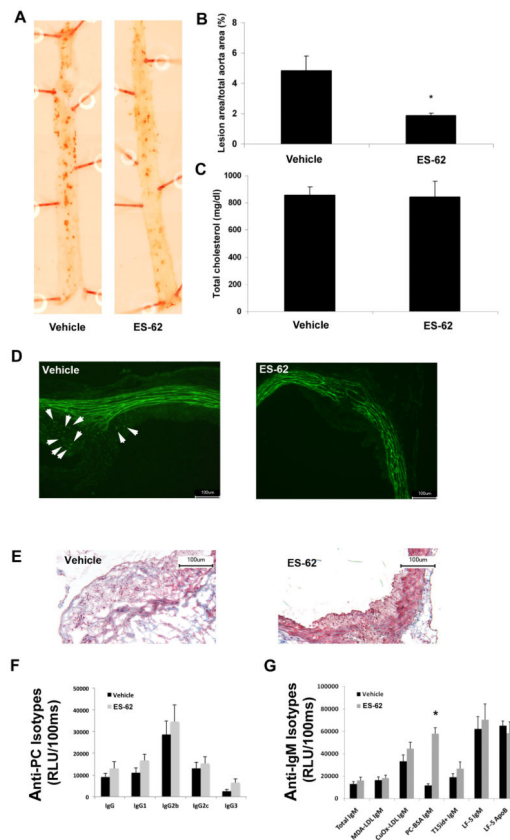 A
Vehicle
ES-62
B
Lesion area/total aorta area (%)
8
6
4
2
0
*
Vehicle
ES-62
C
Total cholesterol (mg/dl)
1000
800
600
400
200
0
Vehicle
ES-62
D
Vehicle
100um
ES-62
100um
E
Vehicle
100um
ES-62
100um
F
Anti-PC Isotypes
(RLU/100ms)
50000
40000
30000
20000
10000
0
Vehicle
ES-62
IgG
IgG1
IgG2b
IgG2c
IgG3
G
Anti-IgM Isotypes
(RLU/100ms)
100000
80000
60000
40000
20000
0
Vehicle
ES-62
*
Total IgM
MDA-LDL IgM
CuOx-LDL IgM
PC-BSA IgM
T15id+ IgM
LF-5 IgM
LF-5 ApoB